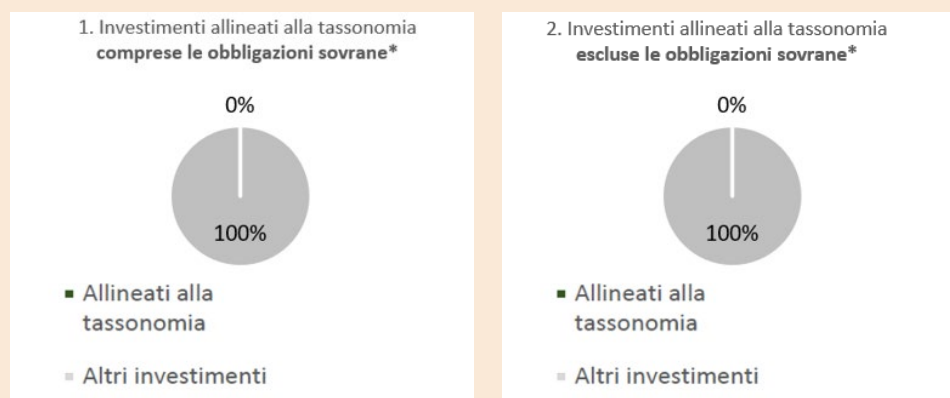 1. Investimenti allineati alla tassonomia
comprese le obbligazioni sovrane*
0%
100%
Allineati alla
tassonomia
Altri investimenti
2. Investimenti allineati alla tassonomia
escluse le obbligazioni sovrane*
0%
100%
Allineati alla
tassonomia
Altri investimenti